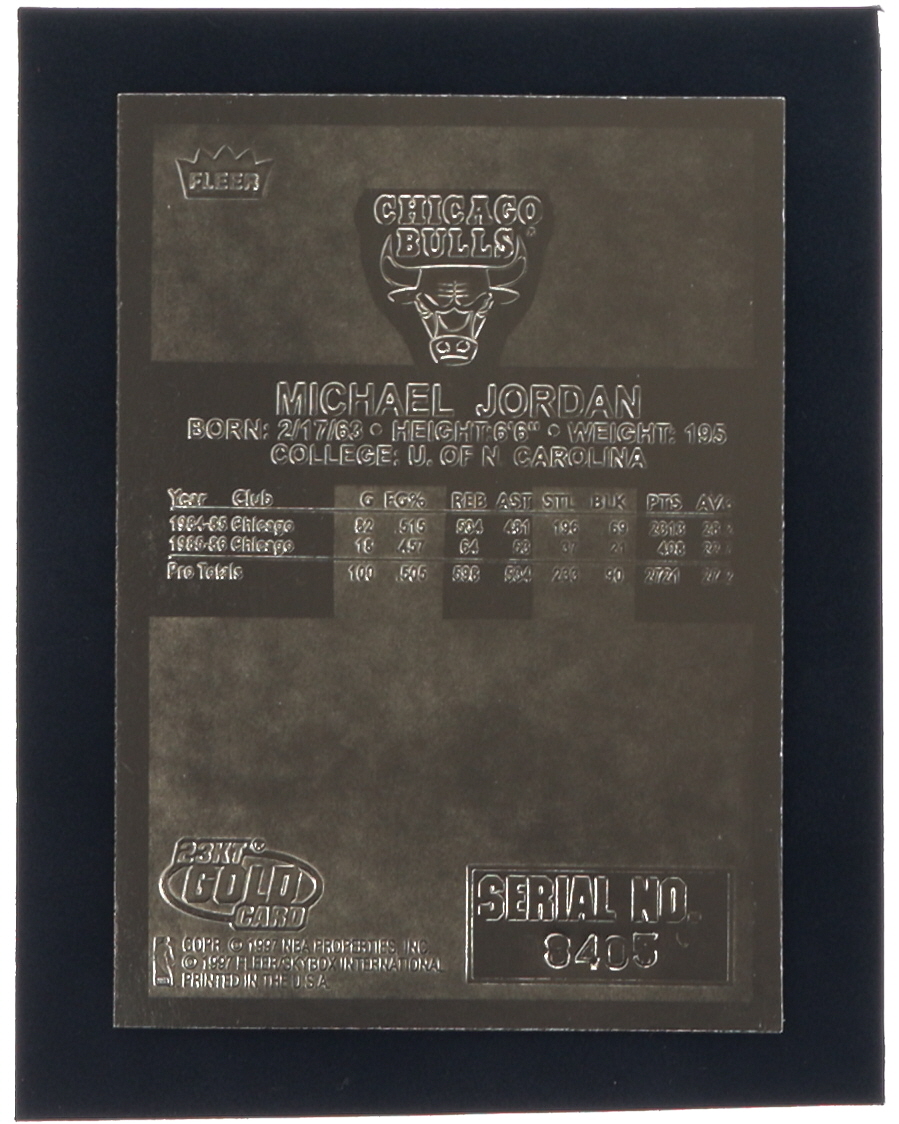 FLEER
CHICAGO
BULLS®
MICHAEL JORDAN
BORN: 2/17/63 • HEIGHT:6'6" • WEIGHT: 195
COLLEGE: U. OF N. CAROLINA
Year Club G FG% REB AST STL BLK PTS
1984-85 Chicago 82 .515 534 481 196 69 2313
1985-86 Chicago 18 .457 64 53 37 21 408
Pro Totals 100 .505 598 534 233 90 2721
23KT®
GOLD
CARD
SERIAL NO.
8405
COPR. © 1997 NBA PROPERTIES, INC.
© 1997 FLEER/SKYBOX INTERNATIONAL
PRINTED IN THE U.S.A.